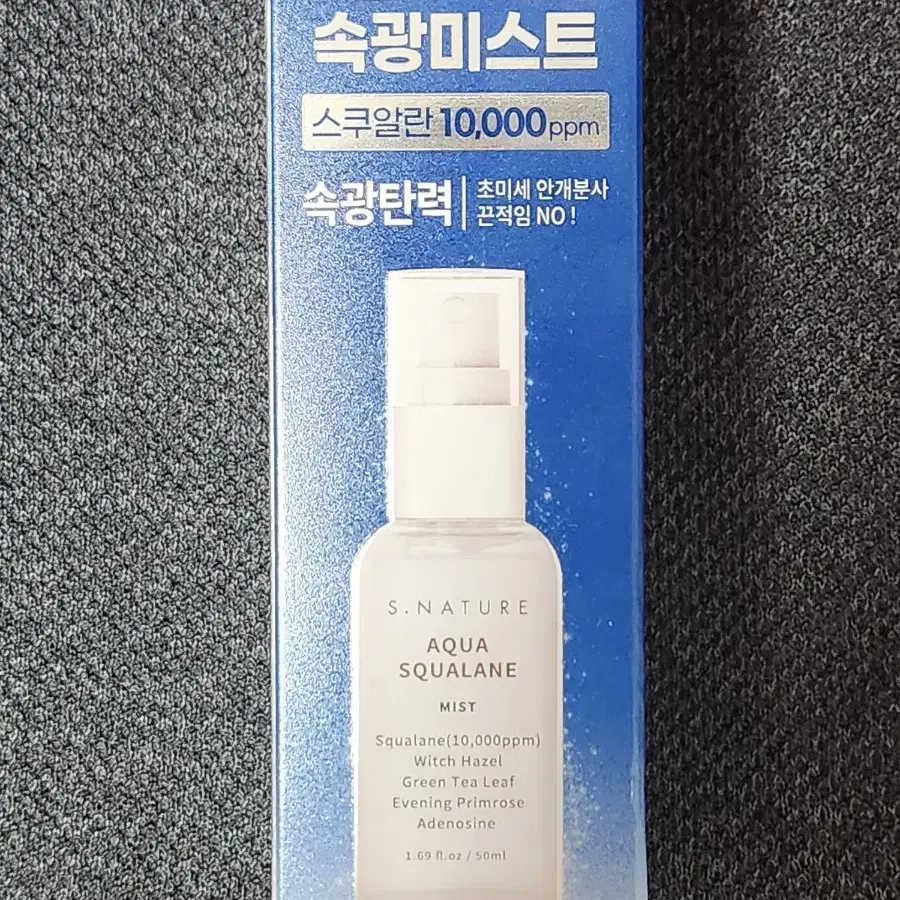 속광미스트
스쿠알란 10,000ppm
속광탄력
초미세 안개분사
끈적임 NO !
S.NATURE
AQUA
SQUALANE
MIST
Squalane(10,000ppm)
Witch Hazel
Green Tea Leaf
Evening Primrose
Adenosine
1.69 fl.oz / 50ml